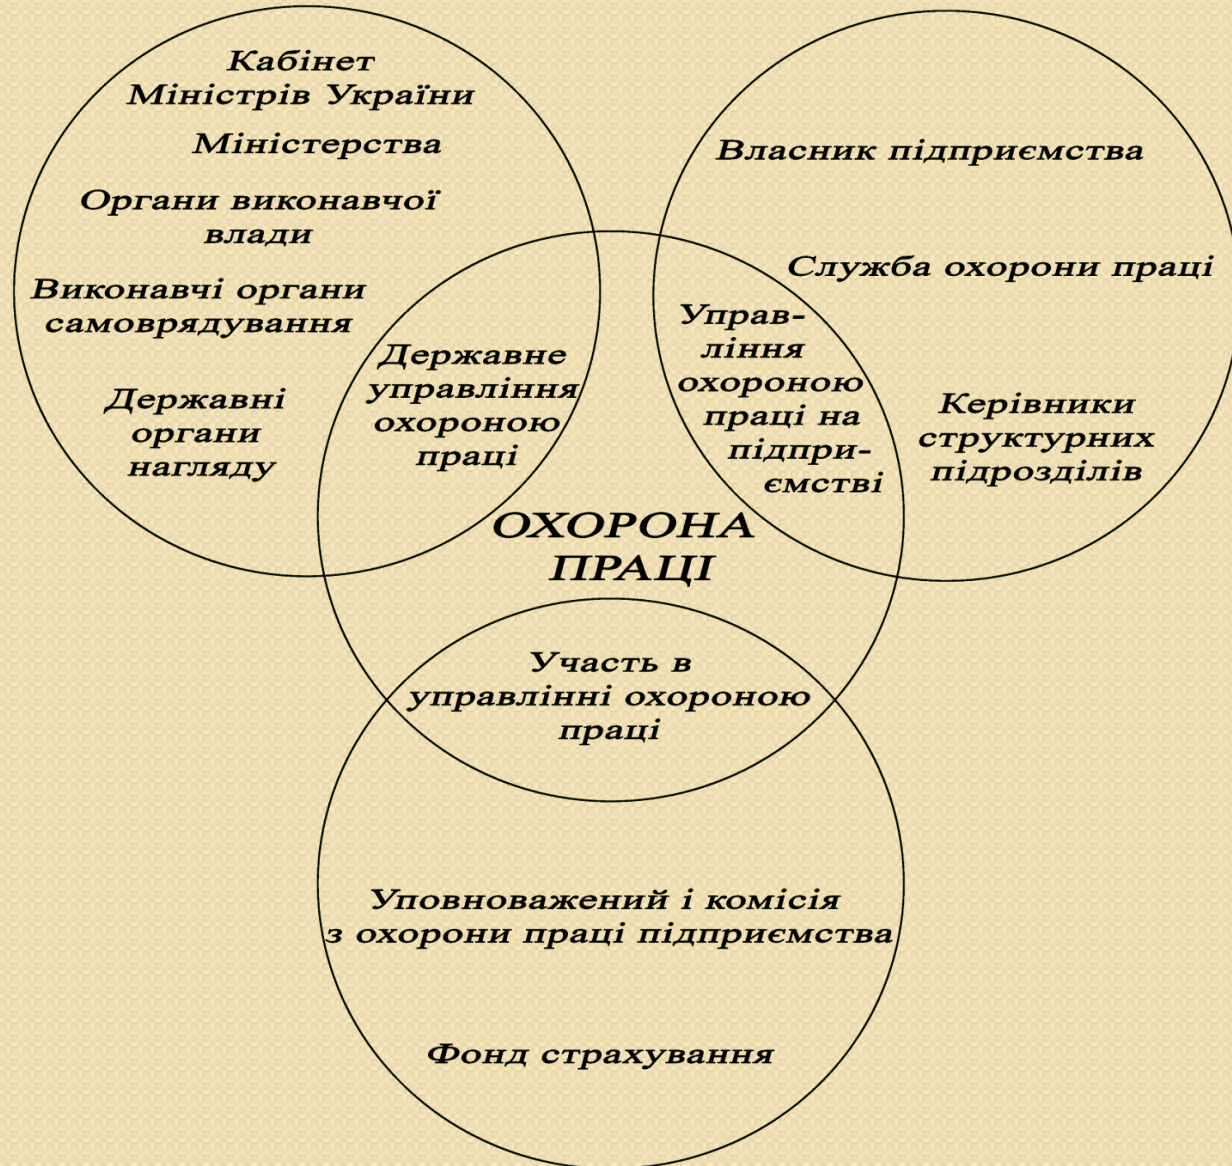 Кабінет
Міністрів України
Міністерства
Органи виконавчої
влади
Виконавчі органи
самоврядування
Державні
органи
нагляду
Державне
управління
охороною
праці
Власник підприємства
Служба охорони праці
Управ-
ління
охороною
праці на
підпри-
ємстві
Керівники
структурних
підрозділів
ОХОРОНА
ПРАЦІ
Участь в
управлінні охороною
праці
Уповноважений і комісія
з охорони праці підприємства
Фонд страхування